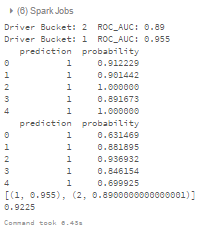 (6) Spark Jobs
Driver Bucket: 2 ROC_AUC: 0.89
Driver Bucket: 1 ROC_AUC: 0.955
prediction probability
0 1 0.912229
1 1 0.901442
2 1 1.000000
3 1 0.891673
4 1 1.000000
prediction probability
0 1 0.631469
1 1 0.881895
2 1 0.936932
3 1 0.846154
4 1 0.699925
[(1, 0.955), (2, 0.8900000000000001)]
0.9225
Command took 6.43s